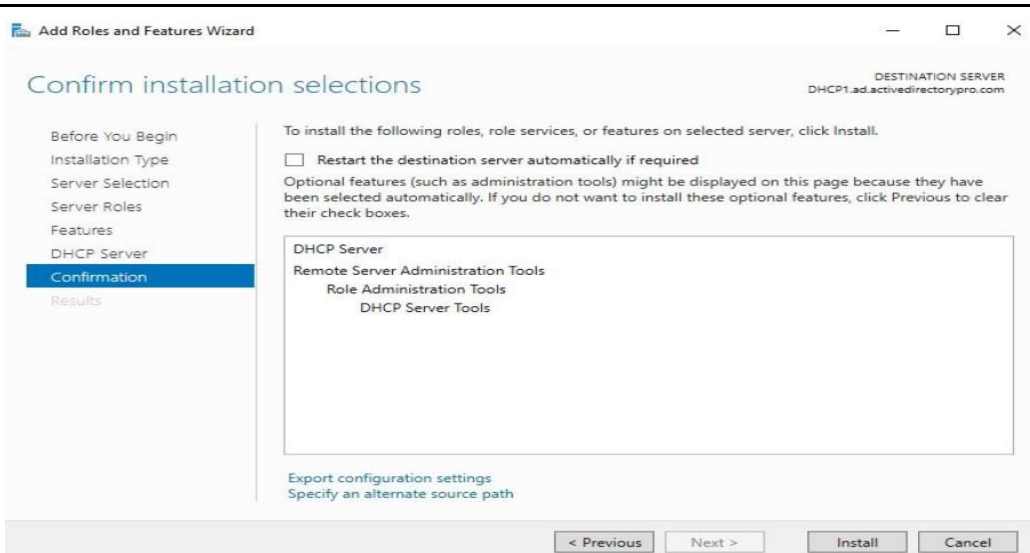 Add Roles and Features Wizard
Confirm installation selections
DESTINATION SERVER
DHCP1.ad.activedirectorypro.com
Before You Begin
Installation Type
Server Selection
Server Roles
Features
DHCP Server
Confirmation
Results
To install the following roles, role services, or features on selected server, click Install.
Restart the destination server automatically if required
Optional features (such as administration tools) might be displayed on this page because they have
been selected automatically. If you do not want to install these optional features, click Previous to clear
their check boxes.
DHCP Server
Remote Server Administration Tools
Role Administration Tools
DHCP Server Tools
Export configuration settings
Specify an alternate source path
< Previous
Next >
Install
Cancel